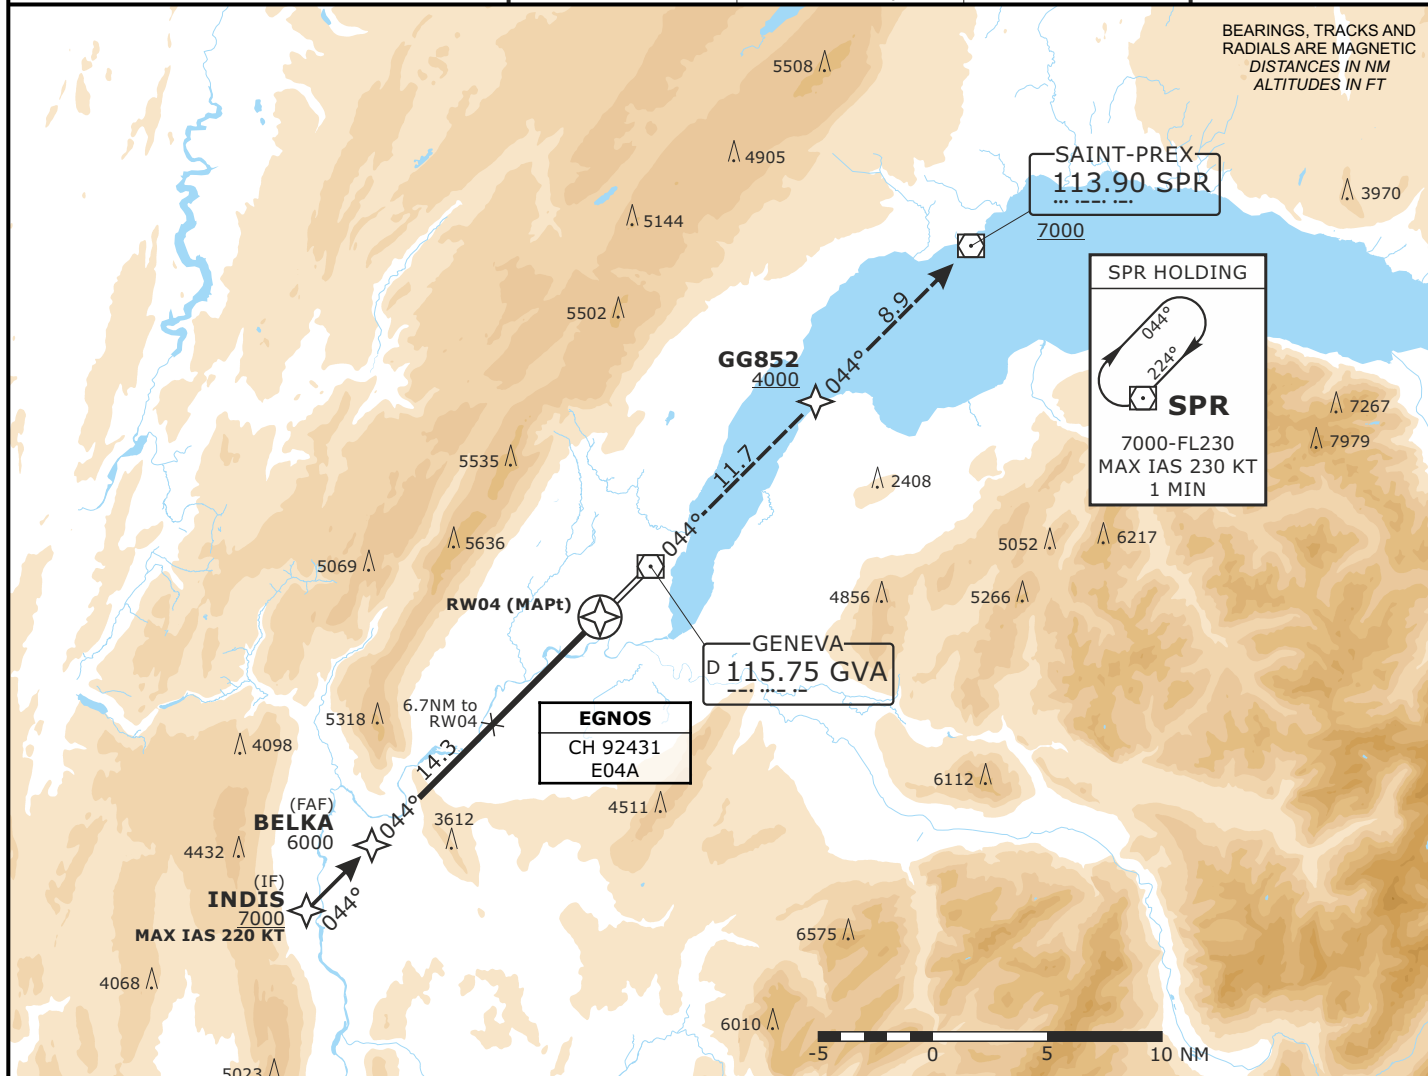 BEARINGS, TRACKS AND
RADIALS ARE MAGNETIC
DISTANCES IN NM
ALTITUDES IN FT
5508
4905
5144
SAINT-PREX
113.90 SPR
7000
3970
SPR HOLDING
044°
224°
SPR
7000-FL230
MAX IAS 230 KT
1 MIN
5502
8.9
044°
GG852
4000
7267
7979
5535
11.7
2408
5636
5069
044°
5052
6217
RW04 (MAPt)
4856
5266
GENEVA
D 115.75 GVA
5318
6.7NM to
RW04
EGNOS
CH 92431
E04A
4098
14.3
6112
4511
(FAF)
BELKA
6000
044°
3612
4432
(IF)
INDIS
7000
MAX IAS 220 KT
044°
6575
4068
6010
-5 0 5 10 NM
5023